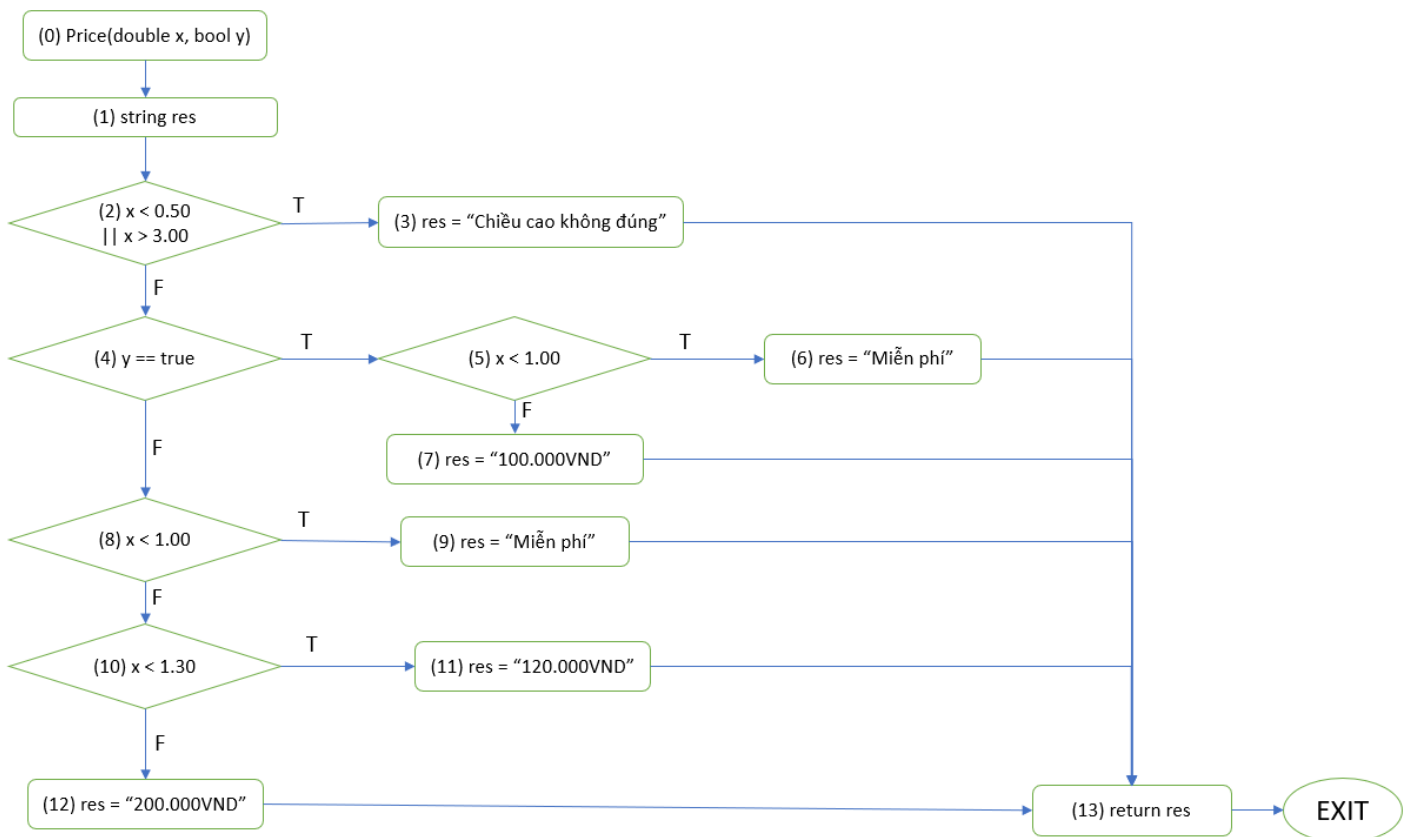 (0) Price(double x, bool y)
(1) string res
(2) x < 0.50
|| x > 3.00
T
(3) res = “Chiều cao không đúng”
F
(4) y == true
T
(5) x < 1.00
T
(6) res = “Miễn phí”
F
(7) res = “100.000VND”
F
(8) x < 1.00
T
(9) res = “Miễn phí”
F
(10) x < 1.30
T
(11) res = “120.000VND”
F
(12) res = “200.000VND”
(13) return res
EXIT